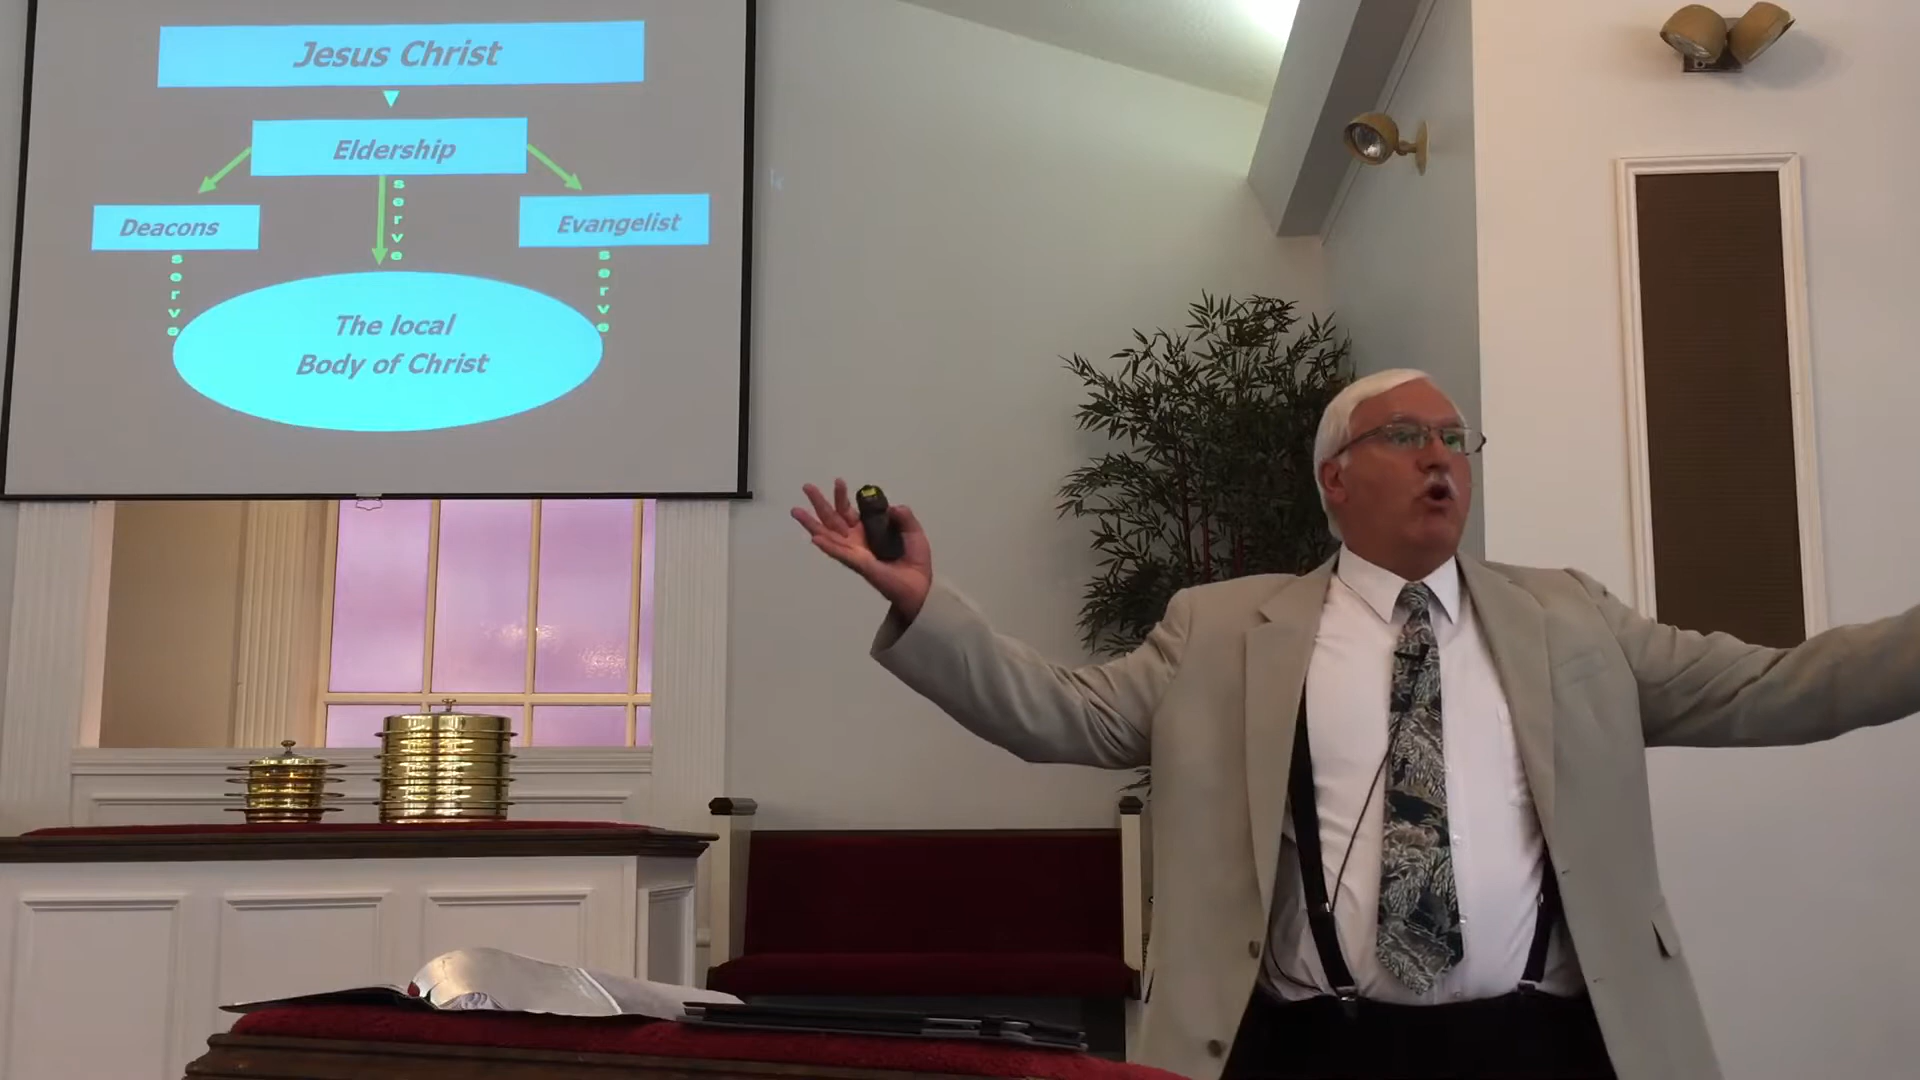 Jesus Christ
Eldership
serve
Deacons
Evangelist
serve
serve
The local
Body of Christ